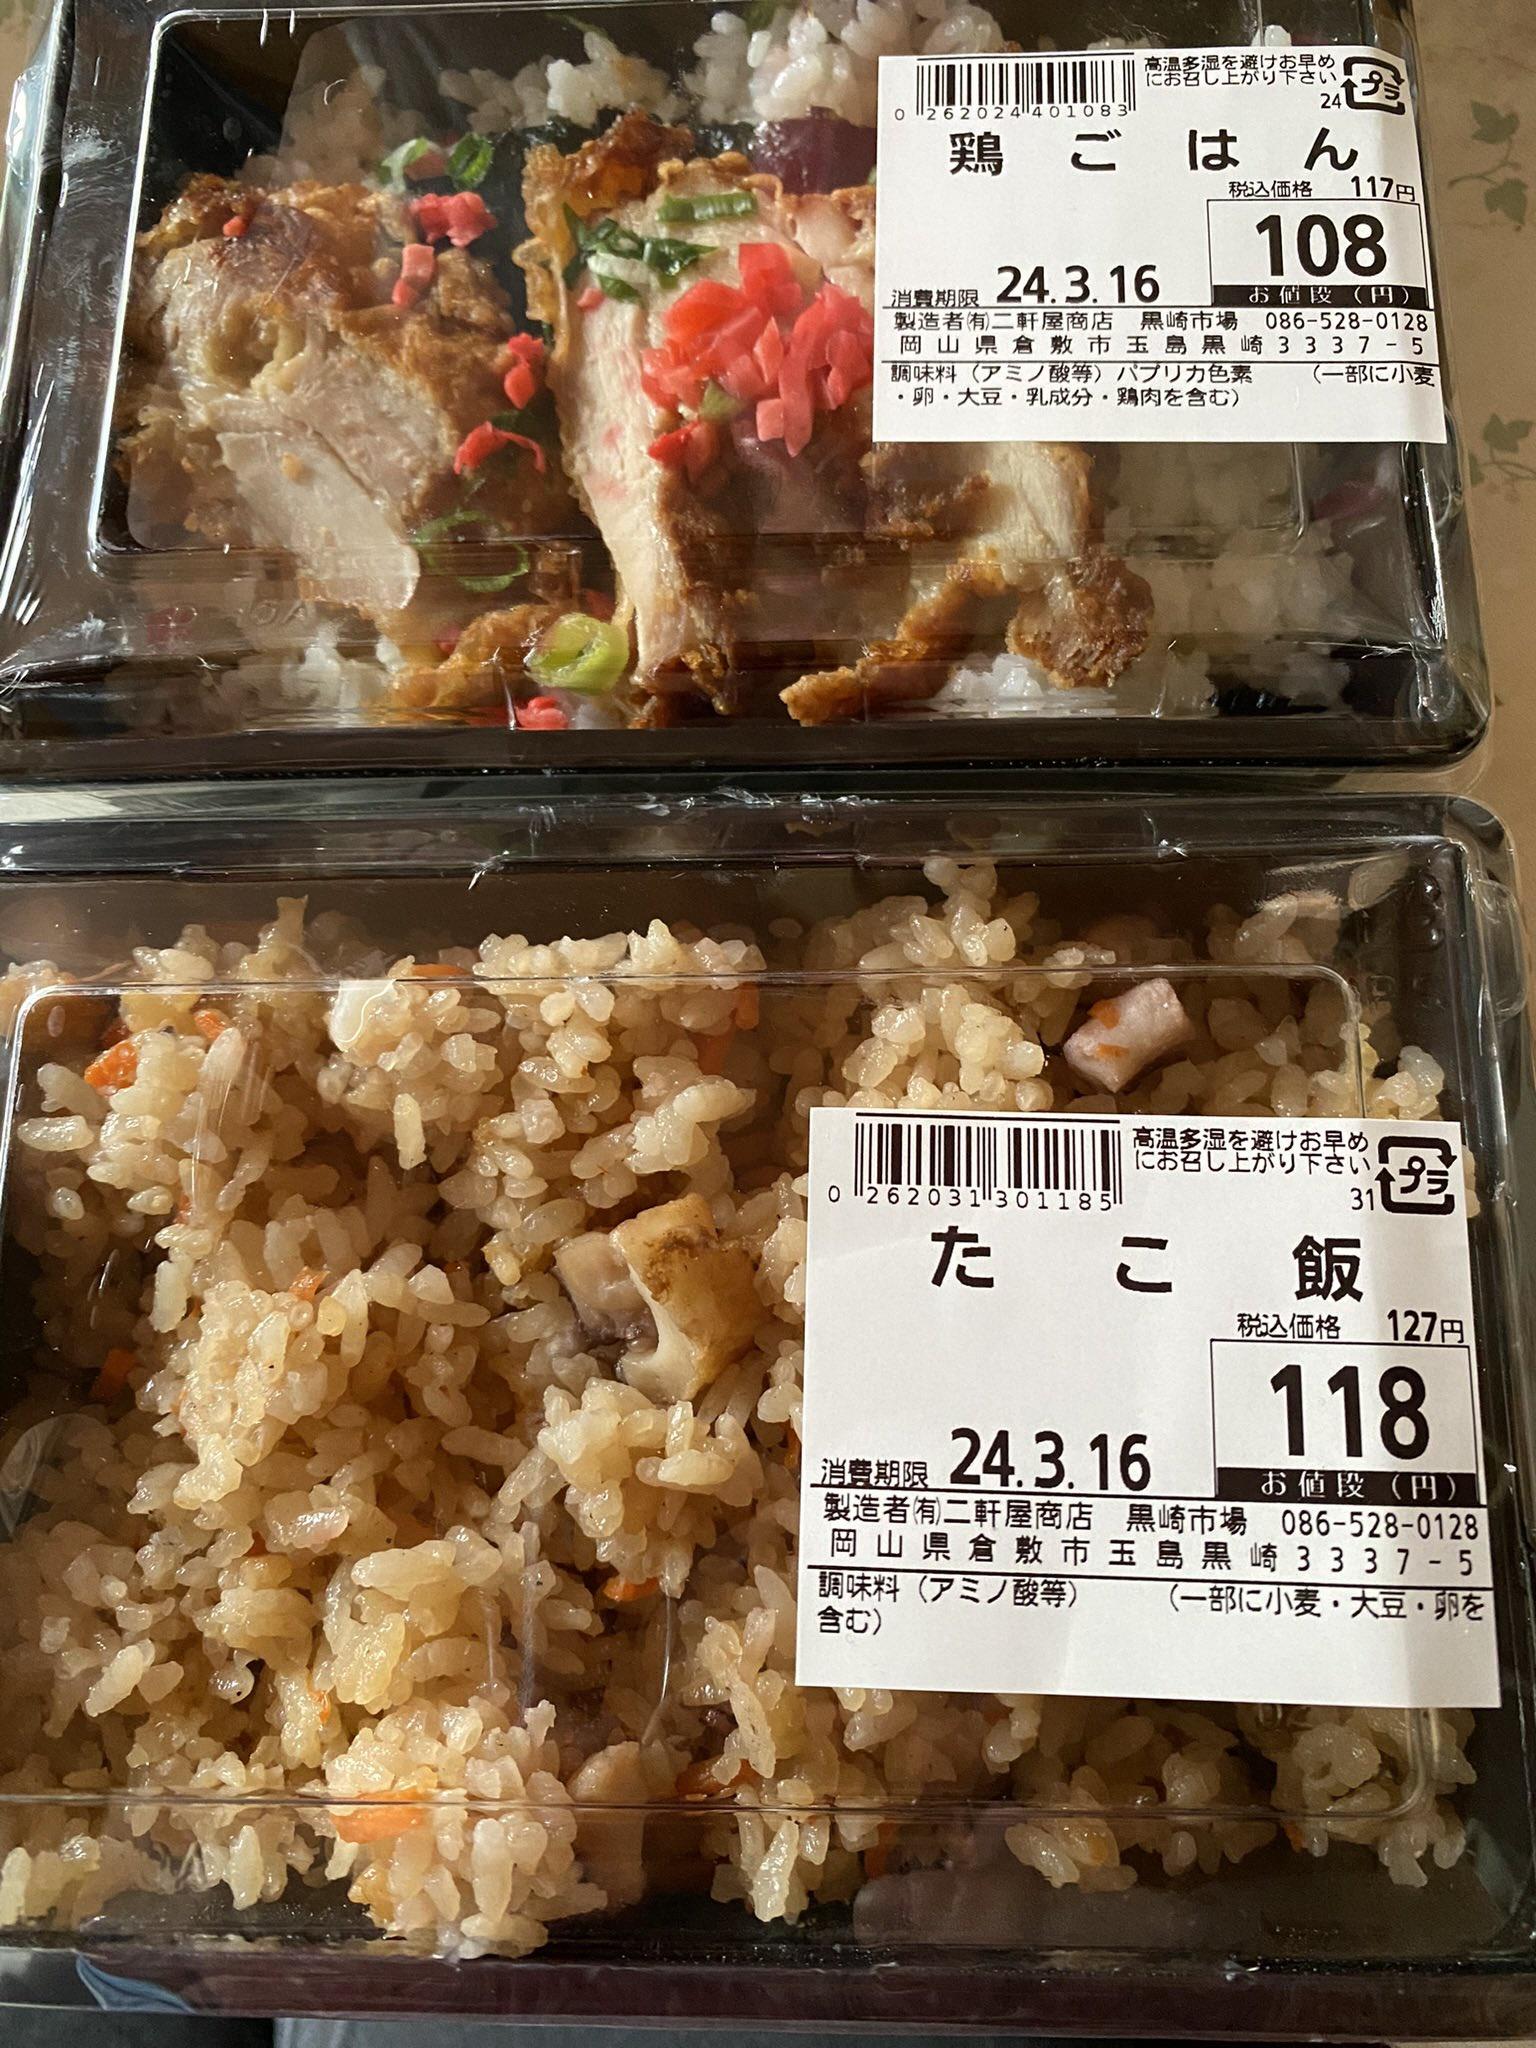 高温多湿を避けお早め
にお召し上がり下さい
24
プラ
0 262024 401083
鶏ごはん
税込価格 117円
108
お値段(円)
消費期限 24.3.16
製造者㈲二軒屋商店 黒崎市場 086-528-0128
岡山県倉敷市玉島黒崎3337-5
調味料(アミノ酸等)パプリカ色素 (一部に小麦
・卵・大豆・乳成分・鶏肉を含む)
高温多湿を避けお早め
にお召し上がり下さい
31
プラ
0 262031 301185
たこ飯
税込価格 127円
118
お値段(円)
消費期限 24.3.16
製造者㈲二軒屋商店 黒崎市場 086-528-0128
岡山県倉敷市玉島黒崎3337-5
調味料(アミノ酸等) (一部に小麦・大豆・卵を
含む)